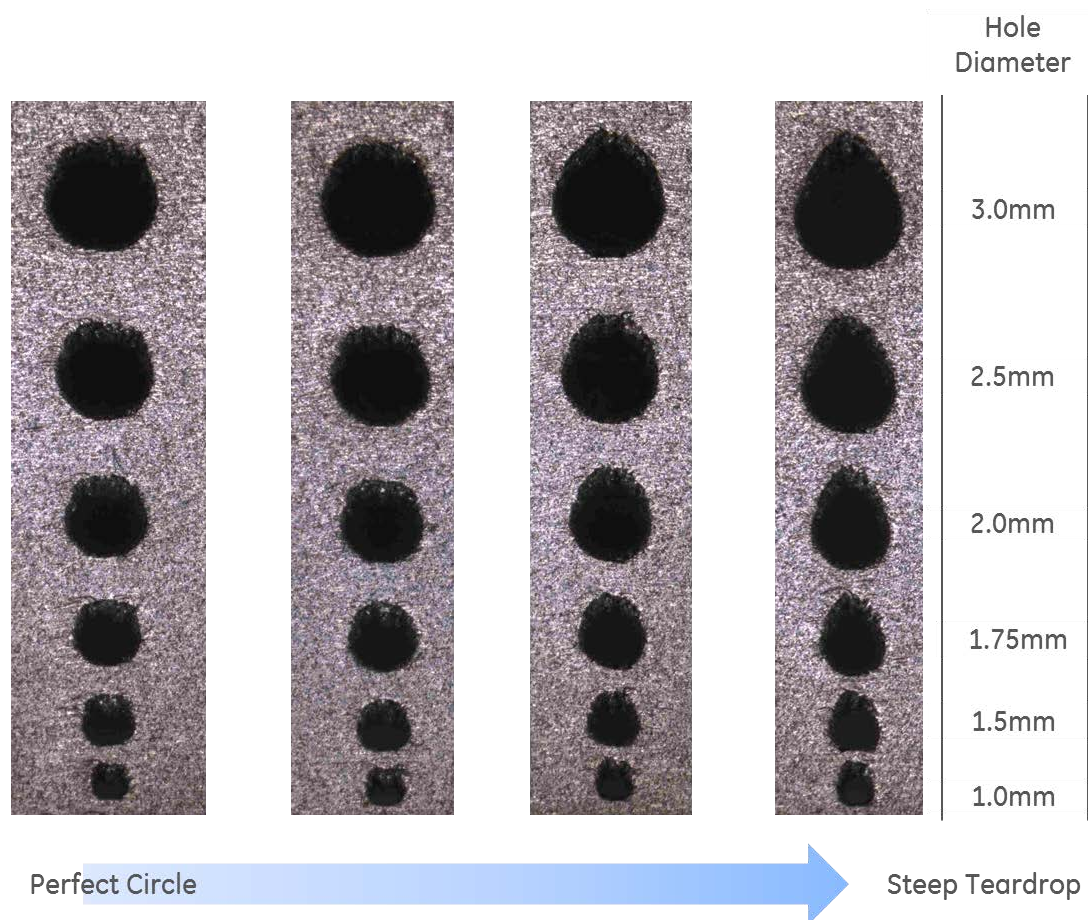 Hole
Diameter
3.0mm
2.5mm
2.0mm
1.75mm
1.5mm
1.0mm
Perfect Circle
Steep Teardrop